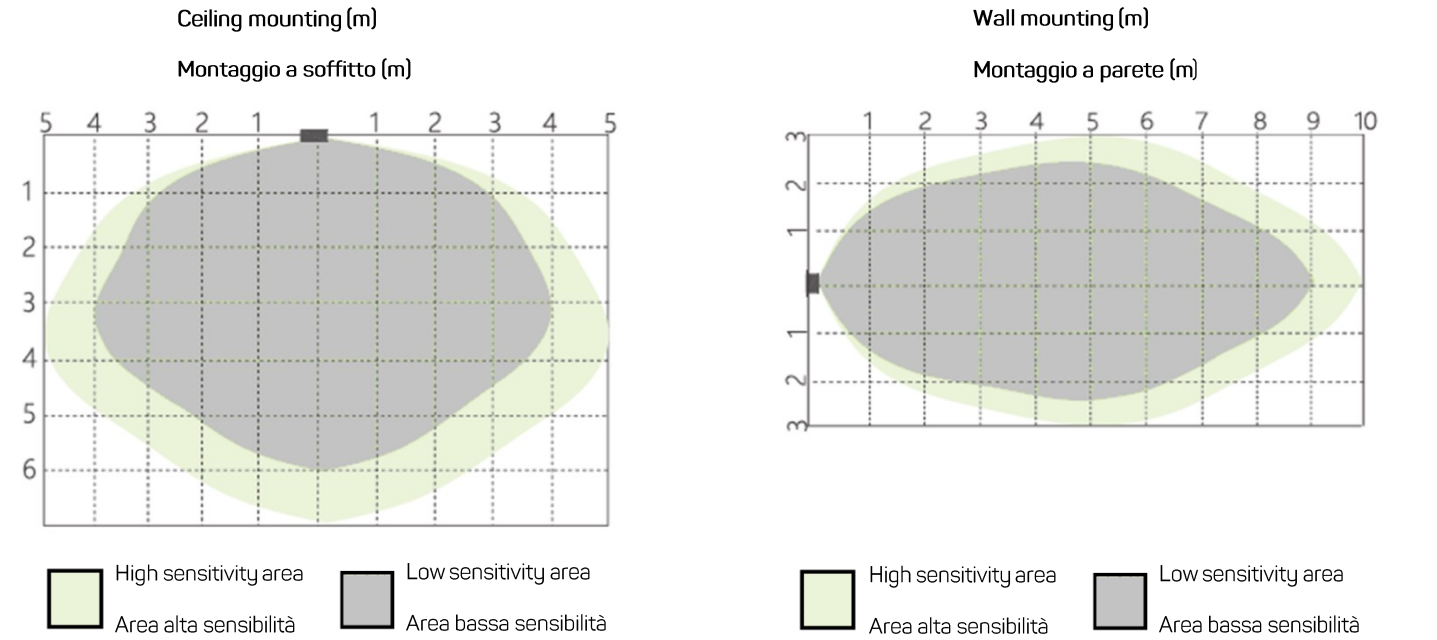 Ceiling mounting (m)
Montaggio a soffitto (m)
5 4 3 2 1 1 2 3 4 5
1
2
3
4
5
6
High sensitivity area
Area alta sensibilità
Low sensitivity area
Area bassa sensibilità
Wall mounting (m)
Montaggio a parete (m)
1 2 3 4 5 6 7 8 9 10
3
2
1
1
2
3
High sensitivity area
Area alta sensibilità
Low sensitivity area
Area bassa sensibilità